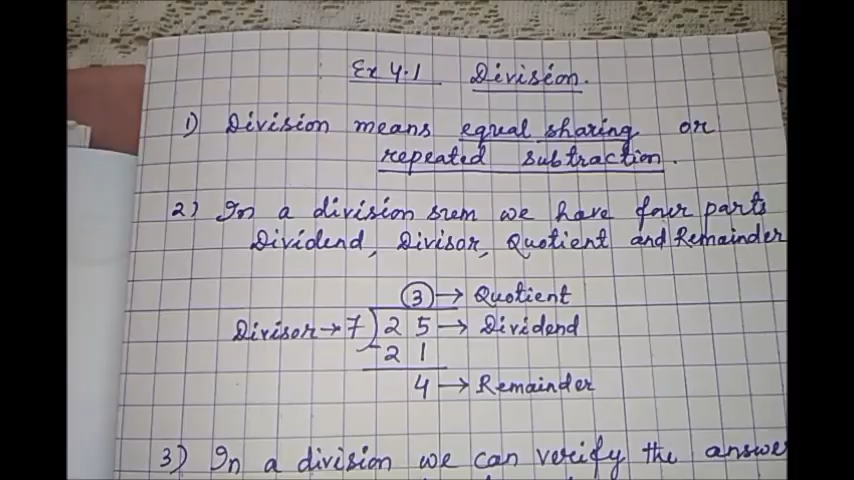 Ex 4.1 Division.
1) Division means equal sharing or
repeated subtraction.
2) In a division srem we have four parts
Dividend, Divisor, Quotient and Remainder
3 → Quotient
Divisor → 7 ) 2 5 → Dividend
- 2 1
4 → Remainder
3) In a division we can verify the answe